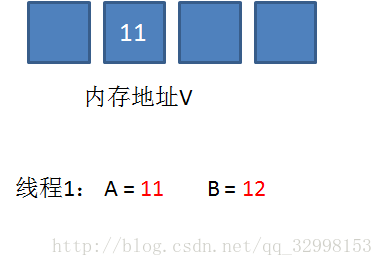 11
内存地址V
线程1： A = 11 B = 12
http://blog.csdn.net/qq_32998153